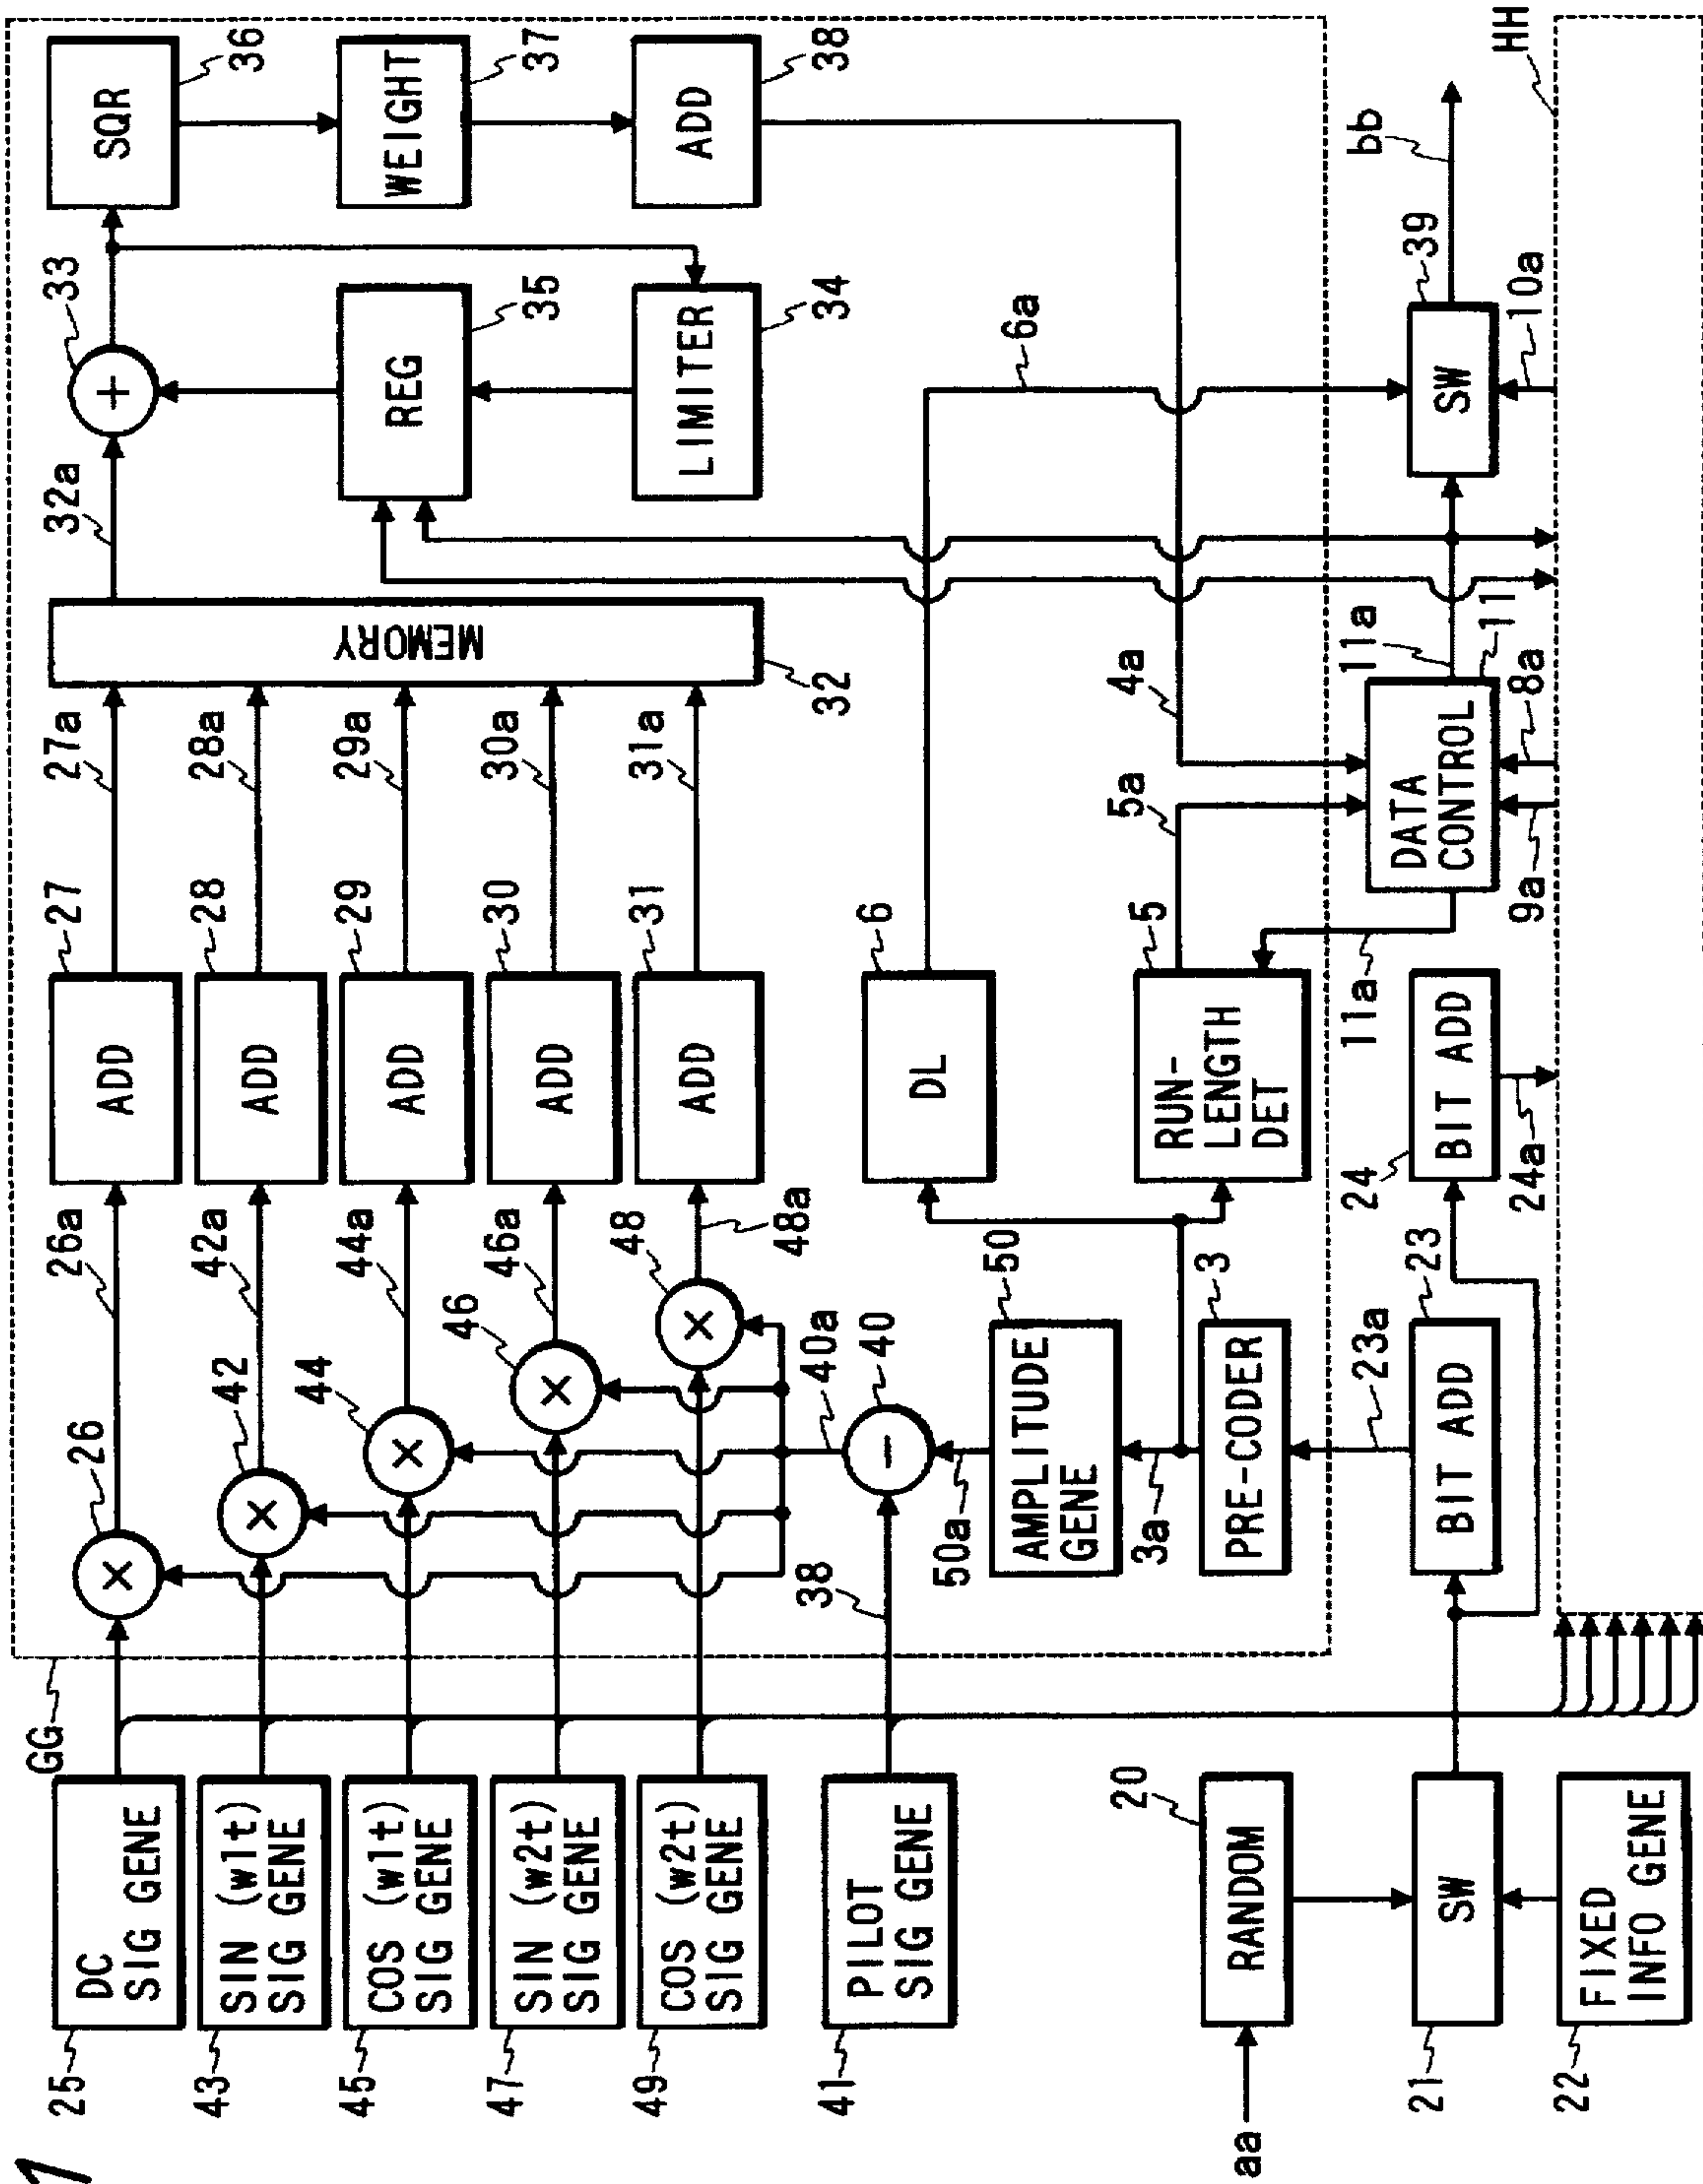 1
GG
25
DC
SIG GENE
26
26a
27
ADD
27a
32a
33
+
SQR
36
43
SIN (w1t)
SIG GENE
42
42a
28
ADD
28a
45
COS (w1t)
SIG GENE
44
44a
29
ADD
29a
MEMORY
32
REG
35
WEIGHT
37
47
SIN (w2t)
SIG GENE
46
46a
30
ADD
30a
49
COS (w2t)
SIG GENE
48
48a
31
ADD
31a
LIMITER
34
ADD
38
41
PILOT
SIG GENE
38
40
40a
−
6
DL
6a
50
AMPLITUDE
GENE
50a
3a
3
PRE-CODER
5
RUN-
LENGTH
DET
5a
4a
aa
20
RANDOM
21
SW
22
FIXED
INFO GENE
23
BIT ADD
23a
24
BIT ADD
24a
11a
DATA
CONTROL
11
11a
9a
8a
39
SW
10a
bb
HH
×
×
×
×
×